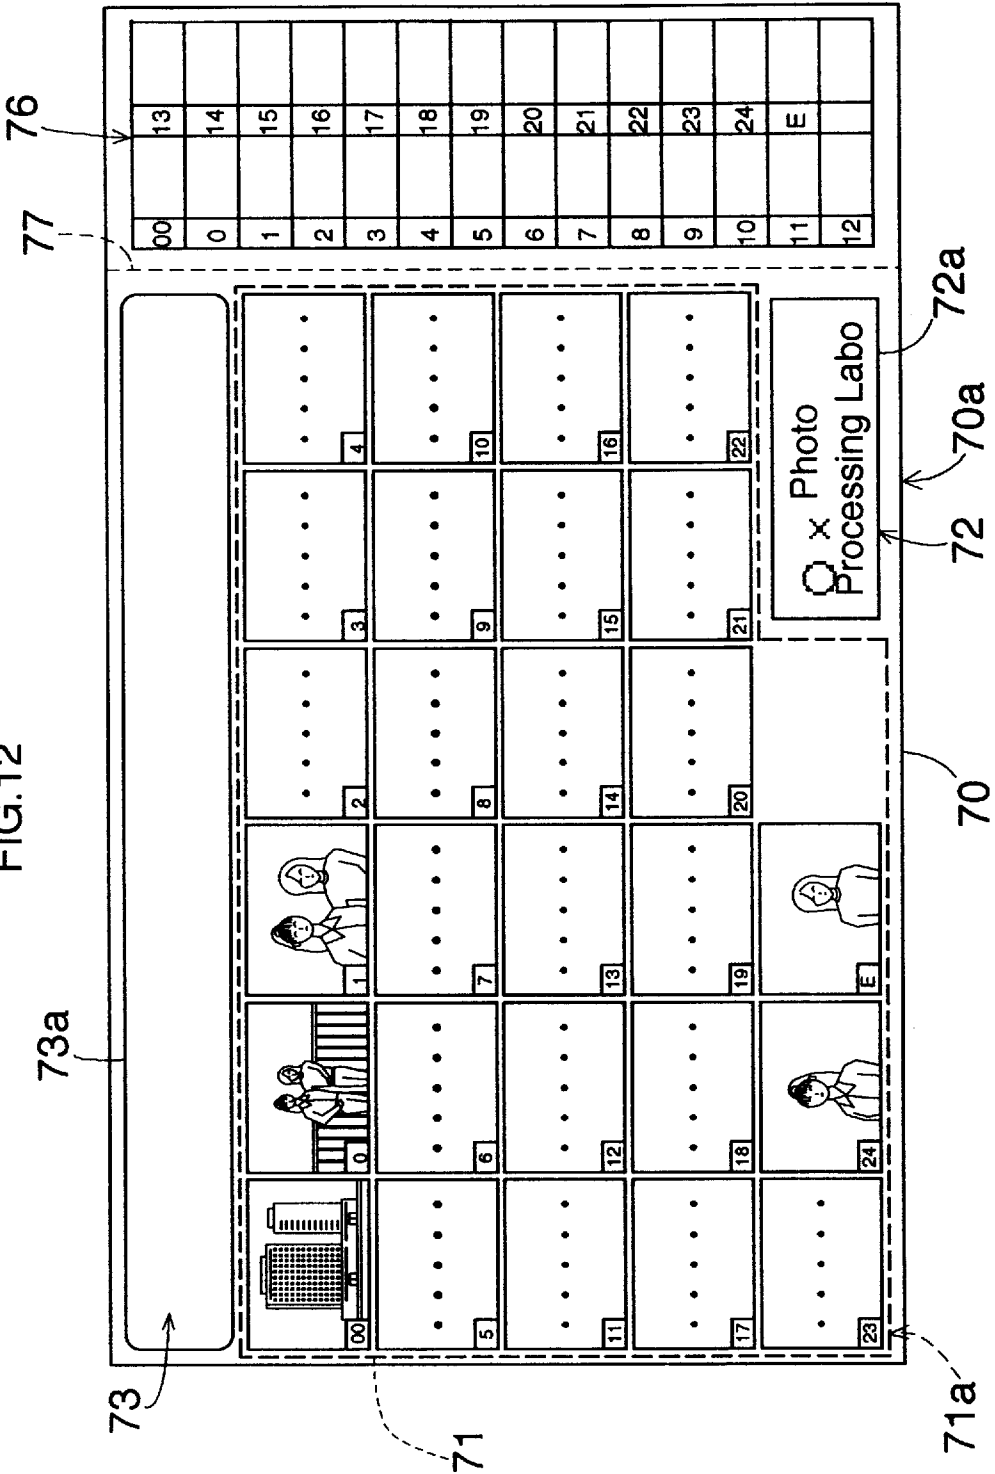 FIG.12
73
73a
77
76
00 13
0 14
1 15
2 16
3 17
4 18
5 19
6 20
7 21
8 22
9 23
10 24
11 E
12
00 0 1 2 3 4
5 6 7 8 9 10
11 12 13 14 15 16
17 18 19 20 21 22
23 24 E
○ × Photo
Processing Labo
71
71a
70
72
70a
72a